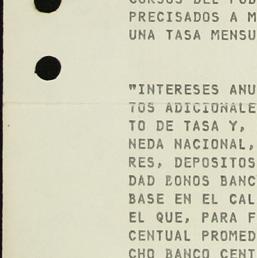 CURSOS DEL PUB
PRECISADOS A M
UNA TASA MENSU
"INTERESES ANU
TOS ADICIONALE
TO DE TASA Y,
NEDA NACIONAL,
RES, DEPOSITOS
DAD BONOS BANC
BASE EN EL CAL
EL QUE, PARA F
CENTUAL PROMED
CHO BANCO CENT